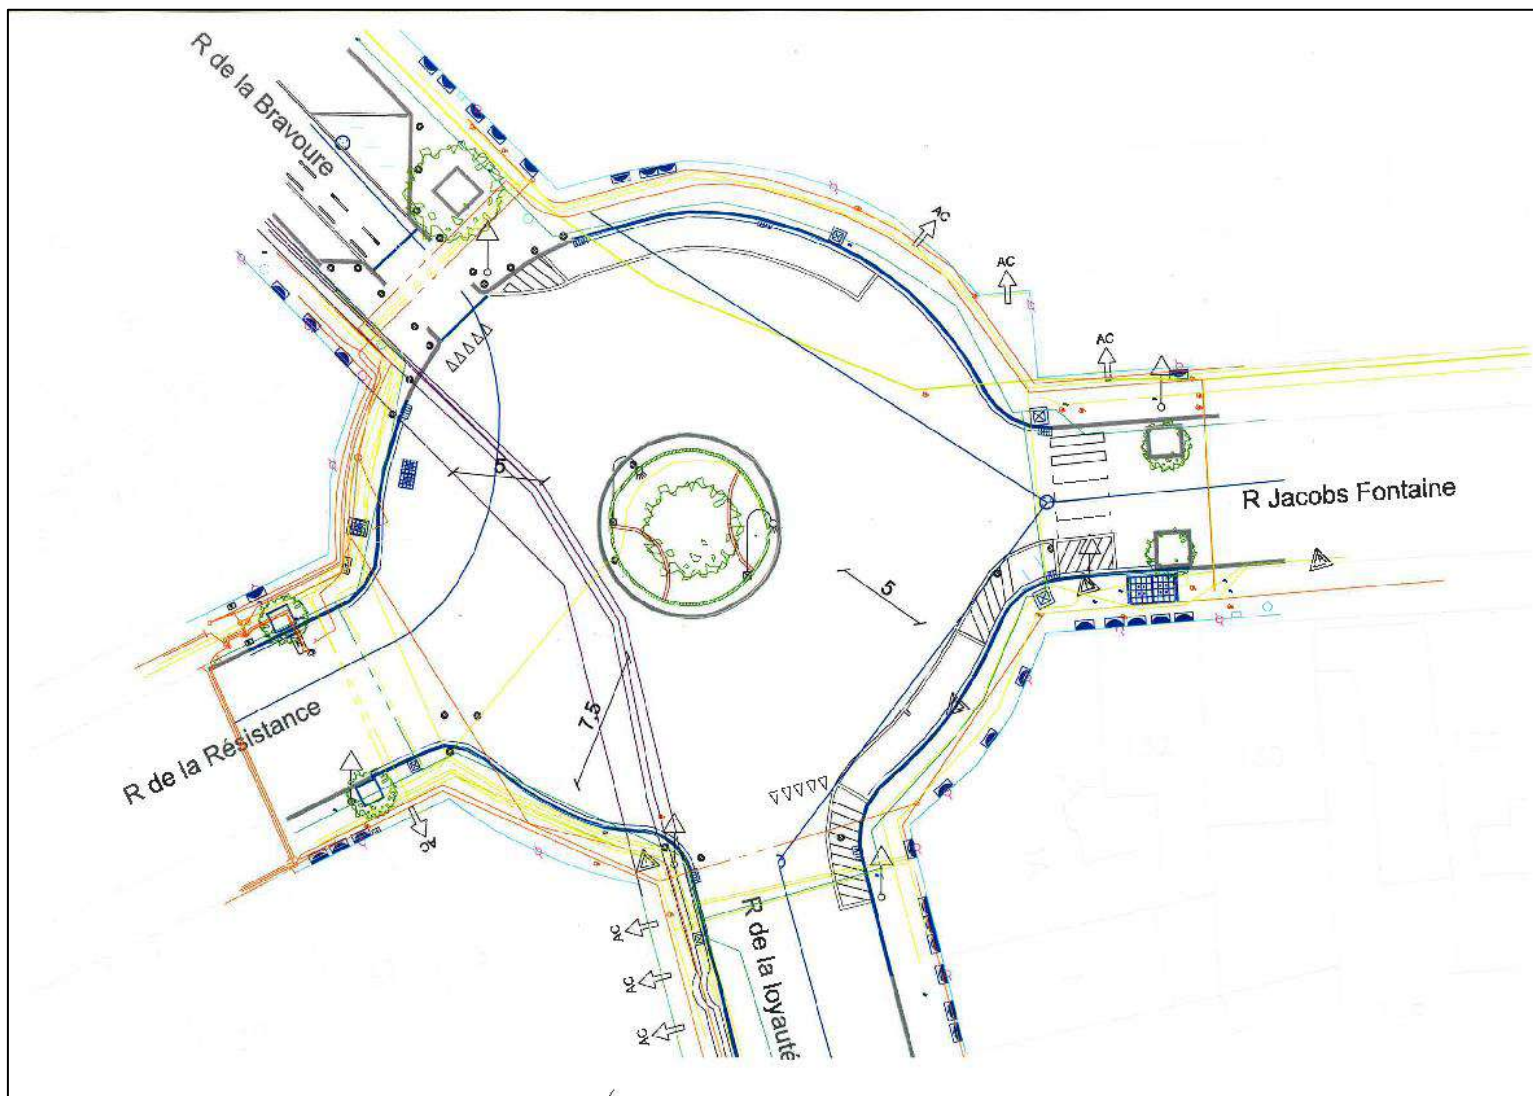 R de la Bravoure
AC
AC
AC
R Jacobs Fontaine
5
5
7,5
R de la Résistance
AC
R de la loyauté
AC
AC
AC